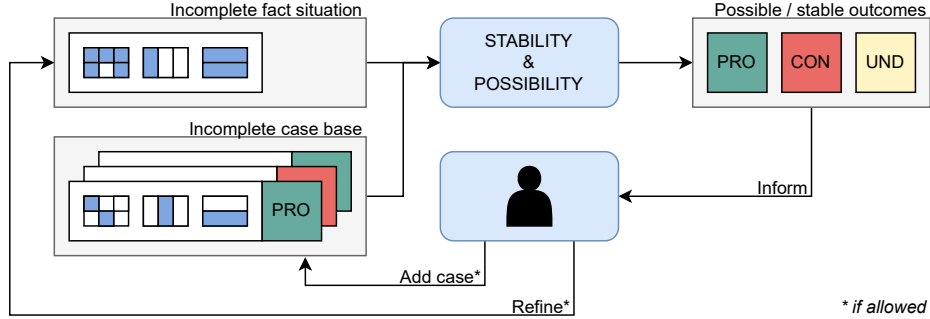 Incomplete fact situation
STABILITY
&
POSSIBILITY
Possible / stable outcomes
PRO
CON
UND
Incomplete case base
PRO
Inform
Add case*
Refine*
* if allowed